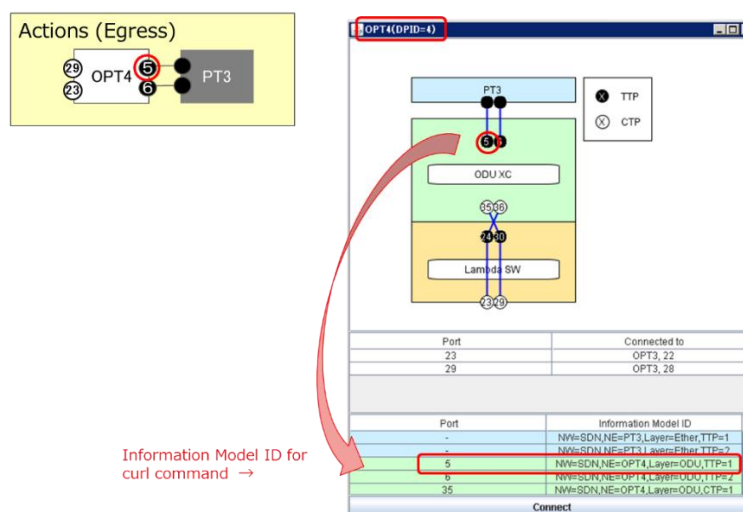 Actions (Egress)
29
OPT4
5
PT3
23
6
OPT4(DPID=4)
PT3
X TTP
X CTP
5 6
ODU XC
35 36
24 30
Lambda SW
23 29
Port Connected to
23 OPT3, 22
29 OPT3, 28
Port Information Model ID
- NW=SDN,NE=PT3,Layer=Ether,TTP=1
- NW=SDN,NE=PT3,Layer=Ether,TTP=2
5 NW=SDN,NE=OPT4,Layer=ODU,TTP=1
6 NW=SDN,NE=OPT4,Layer=ODU,TTP=2
35 NW=SDN,NE=OPT4,Layer=ODU,CTP=1
Connect
Information Model ID for
curl command →